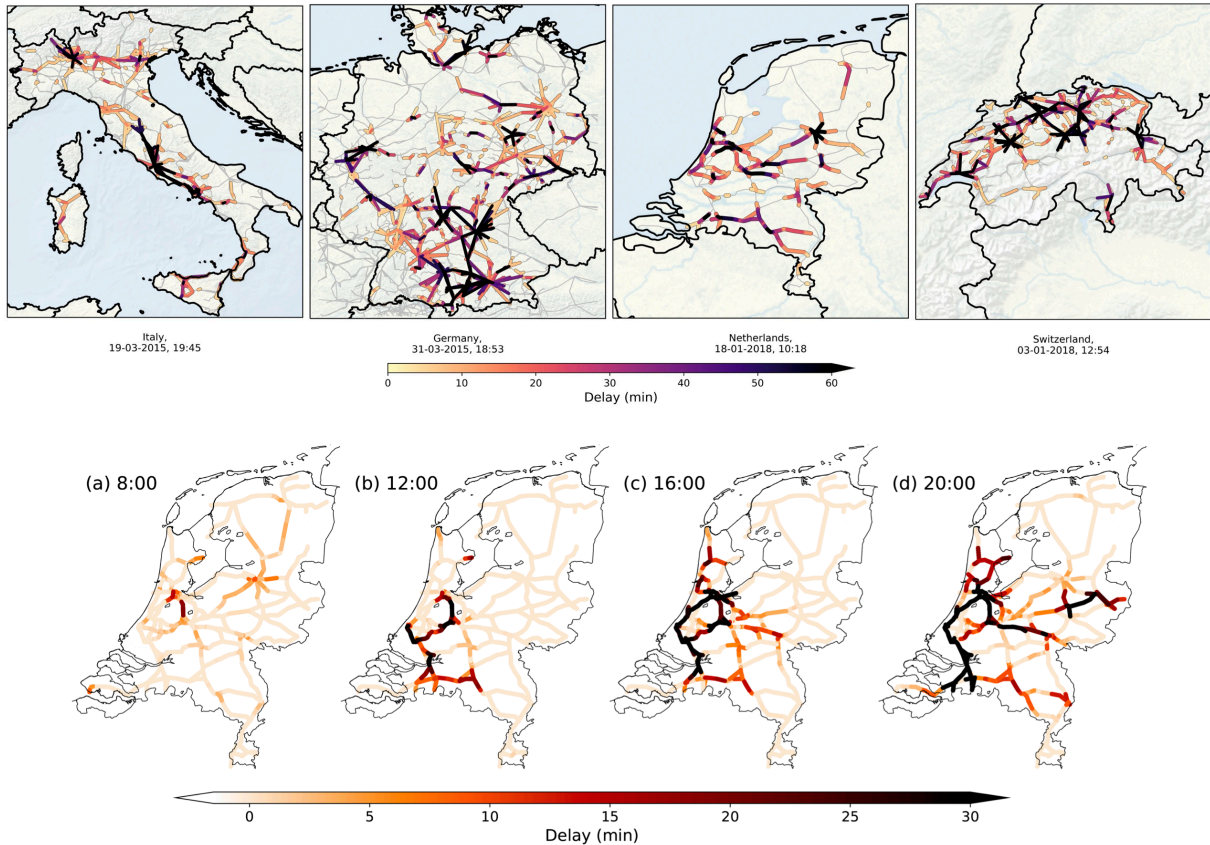 Italy,
19-03-2015, 19:45
Germany,
31-03-2015, 18:53
Netherlands,
18-01-2018, 10:18
Switzerland,
03-01-2018, 12:54
0 10 20 30 40 50 60
Delay (min)
(a) 8:00
(b) 12:00
(c) 16:00
(d) 20:00
0 5 10 15 20 25 30
Delay (min)